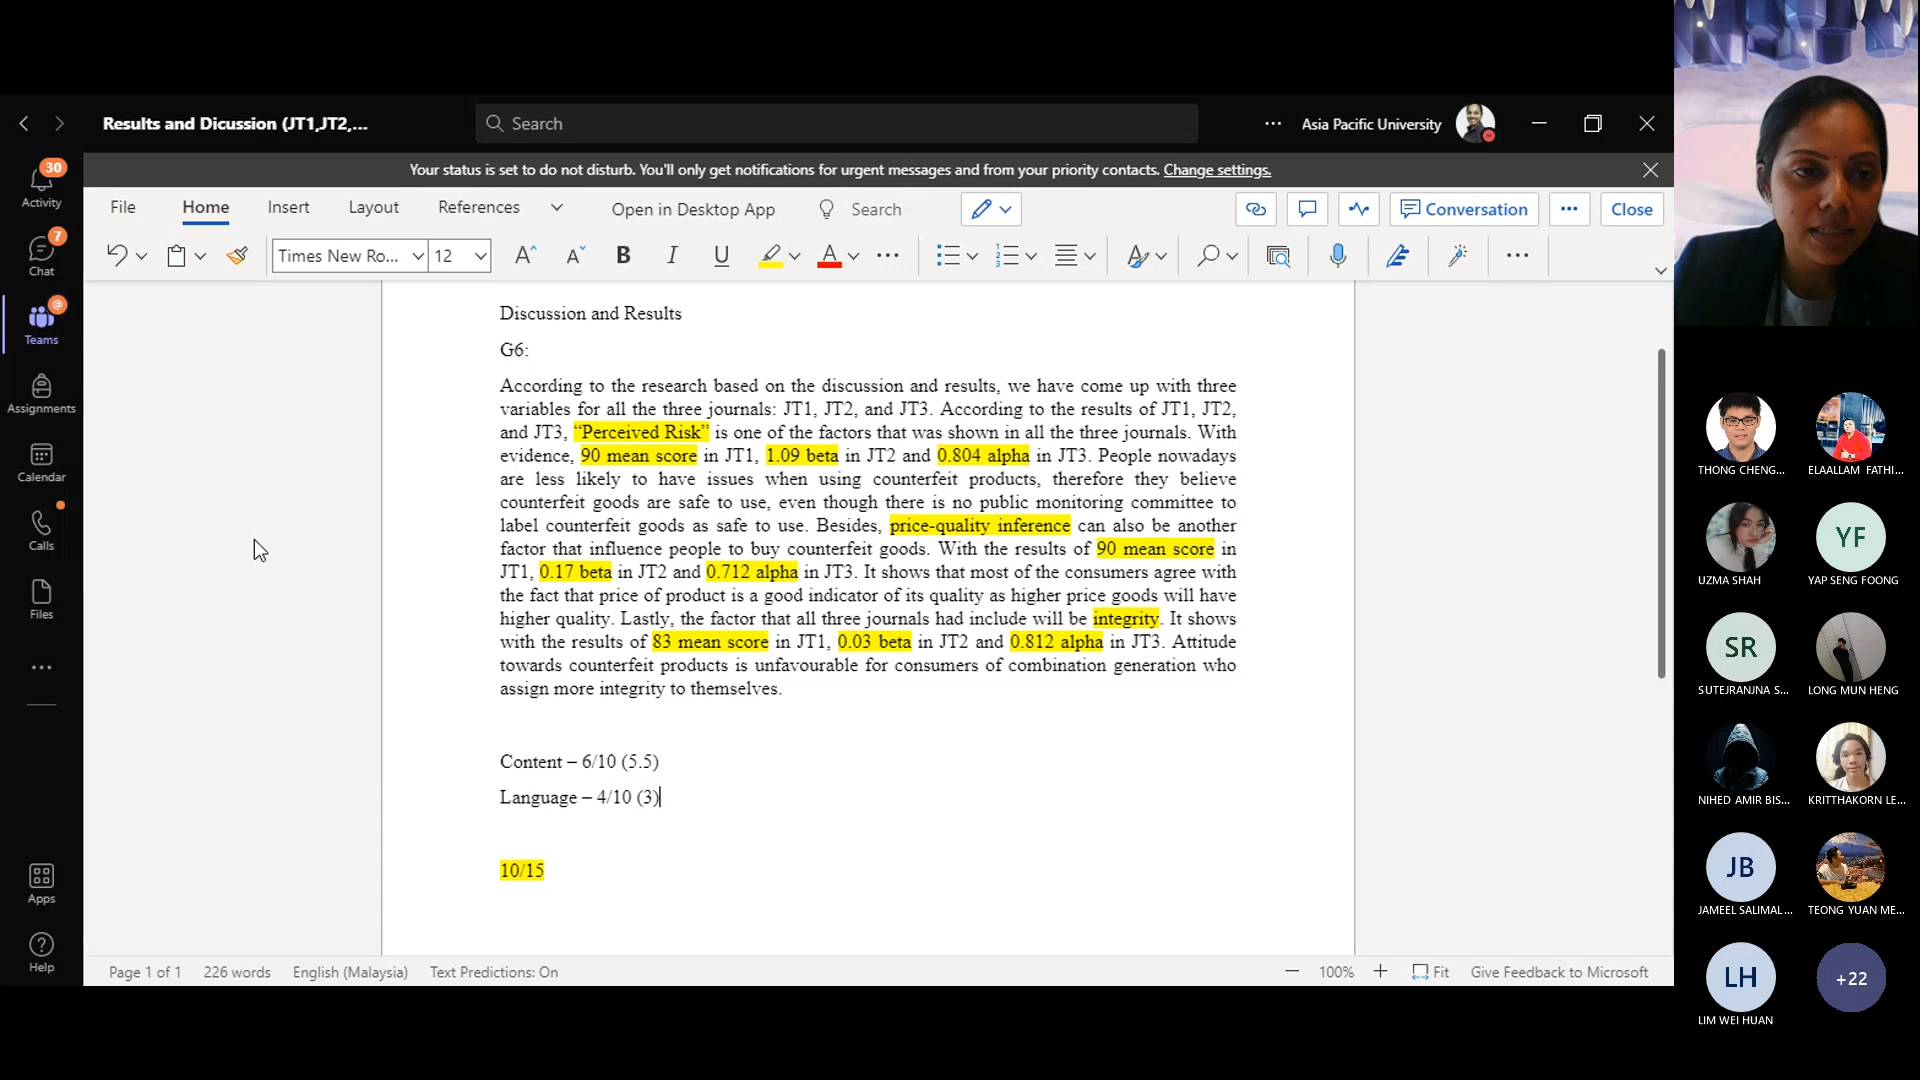 Results and Dicussion (JT1,JT2,...
Search
Asia Pacific University
Your status is set to do not disturb. You'll only get notifications for urgent messages and from your priority contacts. Change settings.
30
Activity
7
Chat
@
Teams
Assignments
Calendar
Calls
Files
Apps
Help
File
Home
Insert
Layout
References
Open in Desktop App
Search
Conversation
Close
Times New Ro...
12
A
A
B
I
U
A
Discussion and Results
G6:
According to the research based on the discussion and results, we have come up with three
variables for all the three journals: JT1, JT2, and JT3. According to the results of JT1, JT2,
and JT3, “Perceived Risk” is one of the factors that was shown in all the three journals. With
evidence, 90 mean score in JT1, 1.09 beta in JT2 and 0.804 alpha in JT3. People nowadays
are less likely to have issues when using counterfeit products, therefore they believe
counterfeit goods are safe to use, even though there is no public monitoring committee to
label counterfeit goods as safe to use. Besides, price-quality inference can also be another
factor that influence people to buy counterfeit goods. With the results of 90 mean score in
JT1, 0.17 beta in JT2 and 0.712 alpha in JT3. It shows that most of the consumers agree with
the fact that price of product is a good indicator of its quality as higher price goods will have
higher quality. Lastly, the factor that all three journals had include will be integrity. It shows
with the results of 83 mean score in JT1, 0.03 beta in JT2 and 0.812 alpha in JT3. Attitude
towards counterfeit products is unfavourable for consumers of combination generation who
assign more integrity to themselves.
Content – 6/10 (5.5)
Language – 4/10 (3)
10/15
Page 1 of 1
226 words
English (Malaysia)
Text Predictions: On
100%
Fit
Give Feedback to Microsoft
THONG CHENG...
ELAALLAM FATHI...
UZMA SHAH
YF
YAP SENG FOONG
SR
SUTEJRANJNA S...
LONG MUN HENG
NIHED AMIR BIS...
KRITTHAKORN LE...
JB
JAMEEL SALIMAL...
TEONG YUAN ME...
LH
LIM WEI HUAN
+22